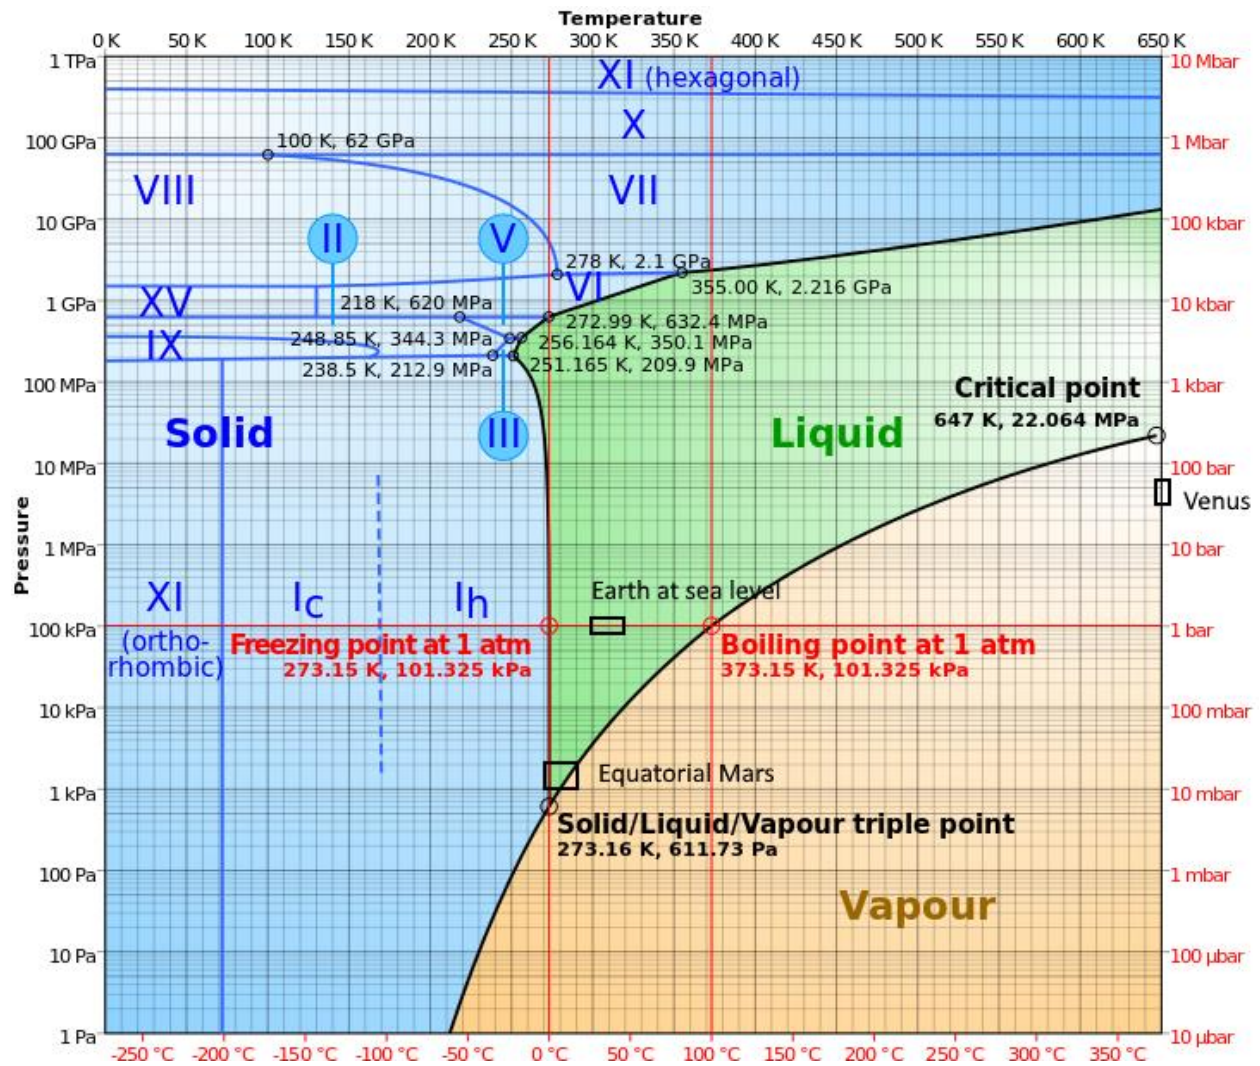 Temperature
0 K 50 K 100 K 150 K 200 K 250 K 300 K 350 K 400 K 450 K 500 K 550 K 600 K 650 K
1 TPa
10 Mbar
XI (hexagonal)
X
100 K, 62 GPa
100 GPa
1 Mbar
VIII
VII
II
V
10 GPa
100 kbar
278 K, 2.1 GPa
VI
355.00 K, 2.216 GPa
XV
218 K, 620 MPa
1 GPa
10 kbar
272.99 K, 632.4 MPa
IX
248.85 K, 344.3 MPa
256.164 K, 350.1 MPa
238.5 K, 212.9 MPa
251.165 K, 209.9 MPa
100 MPa
1 kbar
Critical point
647 K, 22.064 MPa
Solid
III
Liquid
10 MPa
100 bar
Venus
Pressure
1 MPa
10 bar
Earth at sea level
XI
(ortho-
rhombic)
Ic
Ih
100 kPa
1 bar
Freezing point at 1 atm
273.15 K, 101.325 kPa
Boiling point at 1 atm
373.15 K, 101.325 kPa
10 kPa
100 mbar
Equatorial Mars
1 kPa
10 mbar
Solid/Liquid/Vapour triple point
273.16 K, 611.73 Pa
100 Pa
1 mbar
Vapour
10 Pa
100 µbar
1 Pa
10 µbar
-250 °C -200 °C -150 °C -100 °C -50 °C 0 °C 50 °C 100 °C 150 °C 200 °C 250 °C 300 °C 350 °C